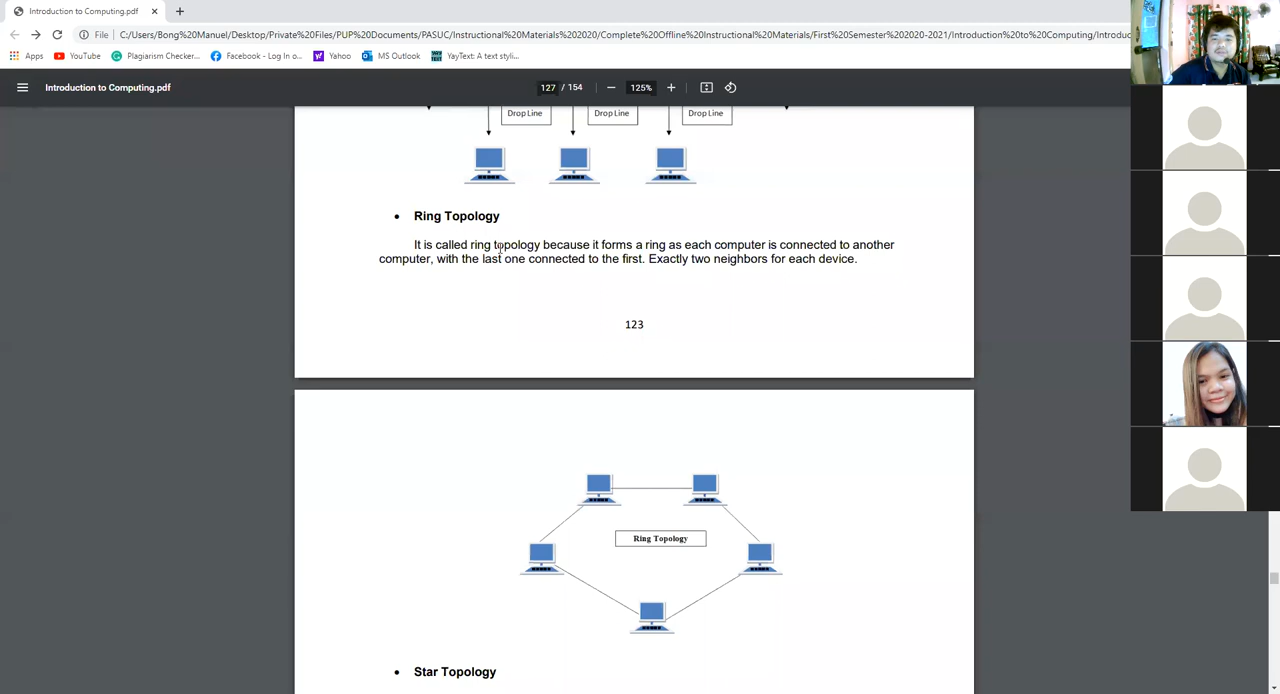 Introduction to Computing.pdf
File
C:/Users/Bong%20Manuel/Desktop/Private%20Files/PUP%20Documents/PASUC/Instructional%20Materials%202020/Complete%20Offline%20Instructional%20Materials/First%20Semester%202020-2021/Introduction%20to%20Computing/Introduc
Apps YouTube Plagiarism Checker... Facebook - Log In o... Yahoo MS Outlook YayText: A text styli...
Introduction to Computing.pdf 127 / 154 125%
Drop Line Drop Line Drop Line
• Ring Topology
It is called ring topology because it forms a ring as each computer is connected to another
computer, with the last one connected to the first. Exactly two neighbors for each device.
123
Ring Topology
• Star Topology